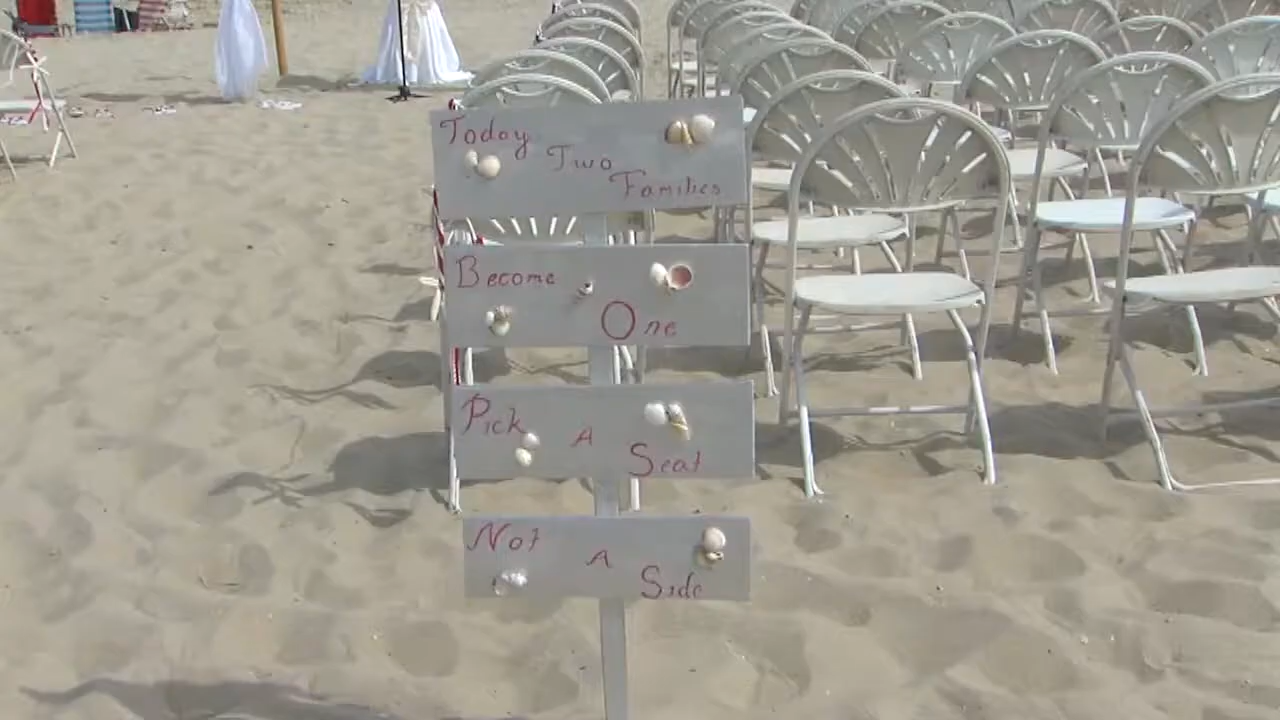 Today
Two
Families
Become
One
Pick
A
Seat
Not
A
Side